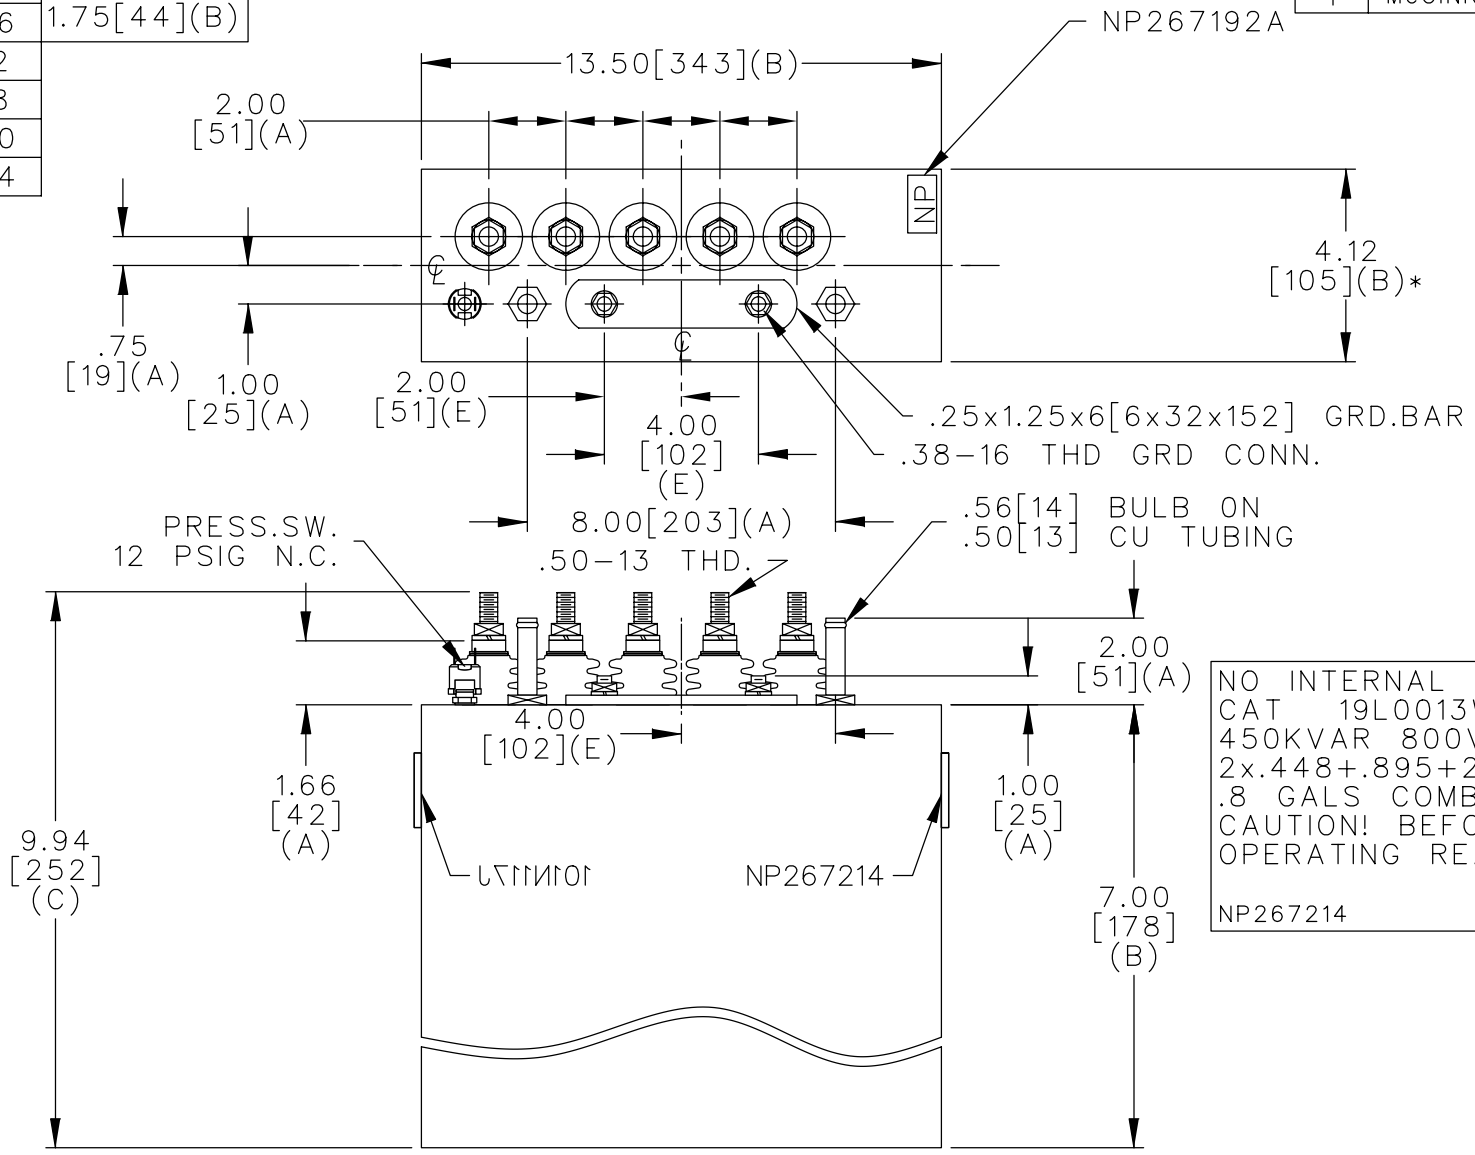 1.75[44](B)
NP267192A
13.50[343](B)
2.00
[51](A)
NP
4.12
[105](B)*
.75
[19](A)
1.00
[25](A)
2.00
[51](E)
4.00
[102]
(E)
.25x1.25x6[6x32x152] GRD.BAR
.38-16 THD GRD CONN.
8.00[203](A)
.56[14] BULB ON
.50[13] CU TUBING
PRESS.SW.
12 PSIG N.C.
.50-13 THD.
2.00
[51](A)
4.00
[102](E)
1.66
[42]
(A)
1.00
[25]
(A)
9.94
[252]
(C)
101N117J
NP267214
7.00
[178]
(B)
NO INTERNAL
CAT 19L0013
450KVAR 800V
2x.448+.895+2
.8 GALS COMB
CAUTION! BEFO
OPERATING RE
NP267214